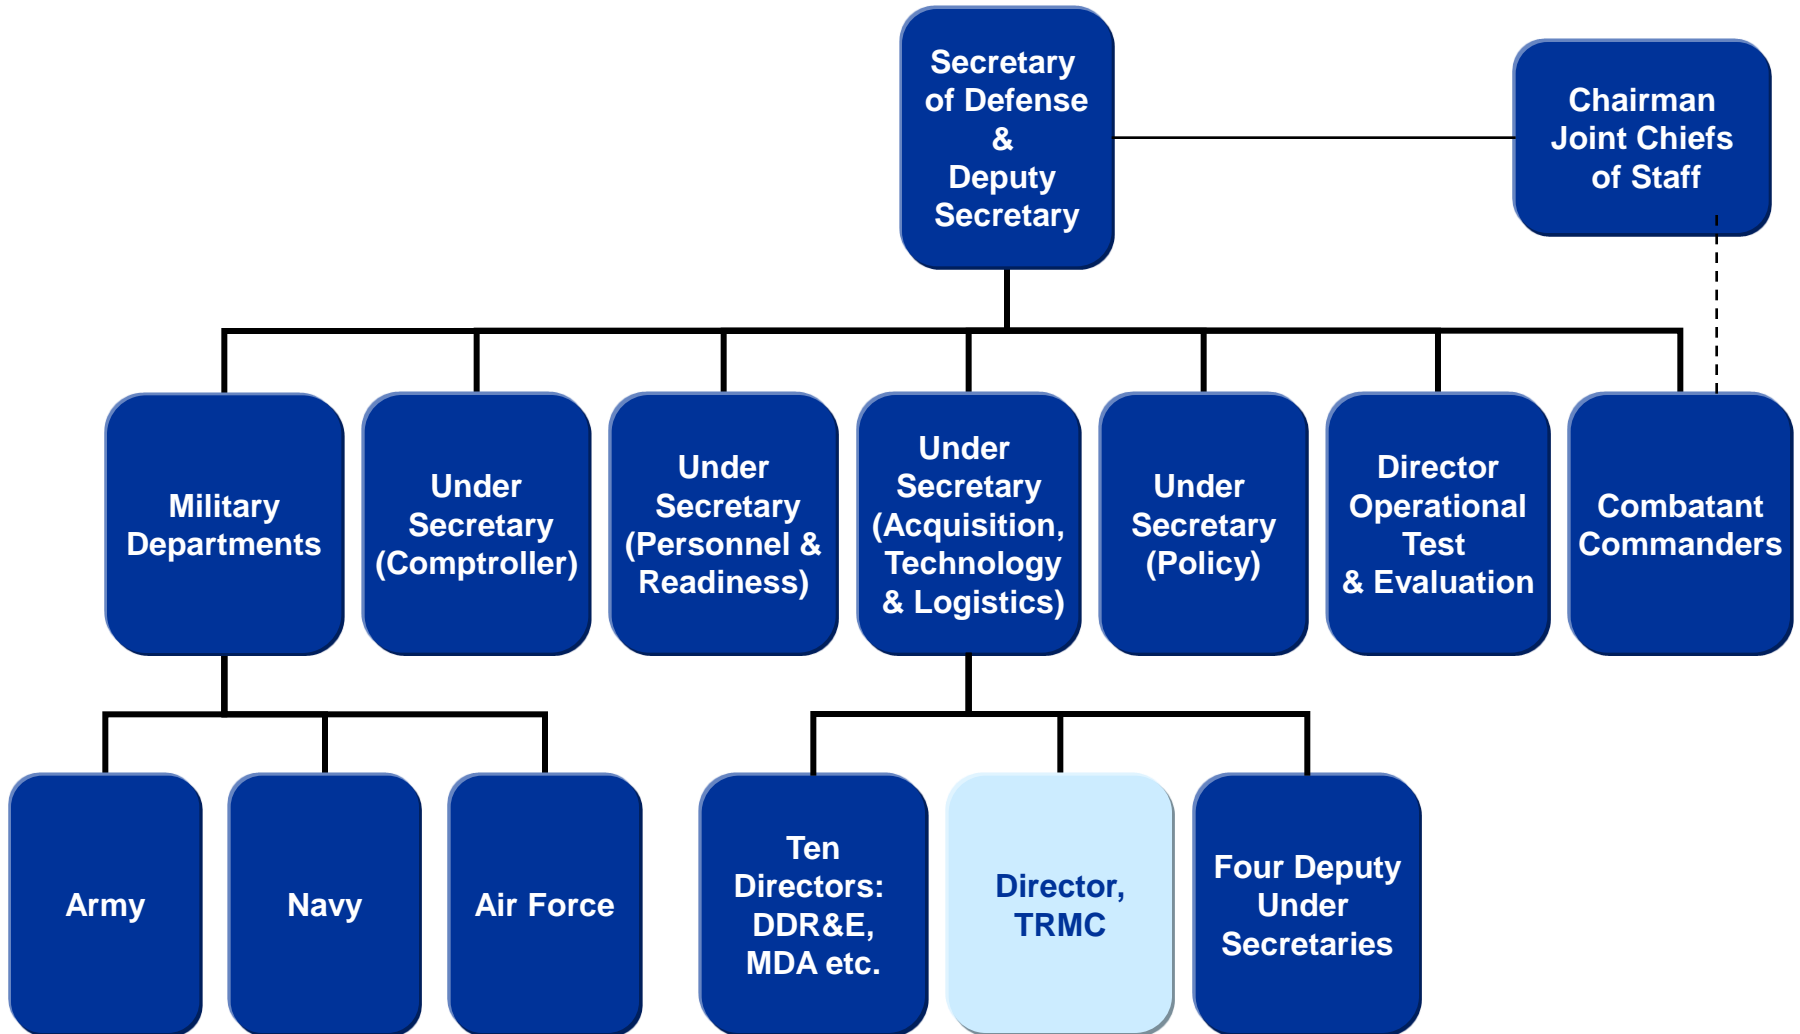 Secretary
of Defense
&
Deputy
Secretary
Chairman
Joint Chiefs
of Staff
Military
Departments
Under
Secretary
(Comptroller)
Under
Secretary
(Personnel &
Readiness)
Under
Secretary
(Acquisition,
Technology
& Logistics)
Under
Secretary
(Policy)
Director
Operational
Test
& Evaluation
Combatant
Commanders
Army
Navy
Air Force
Ten
Directors:
DDR&E,
MDA etc.
Director,
TRMC
Four Deputy
Under
Secretaries